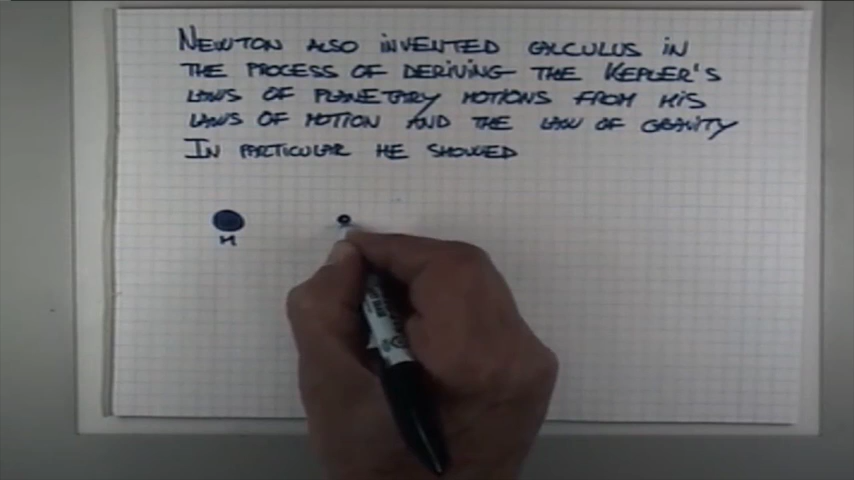 NEWTON ALSO INVENTED CALCULUS IN
THE PROCESS OF DERIVING THE KEPLER'S
LAWS OF PLANETARY MOTIONS FROM HIS
LAWS OF MOTION AND THE LAW OF GRAVITY
IN PARTICULAR HE SHOWED
M